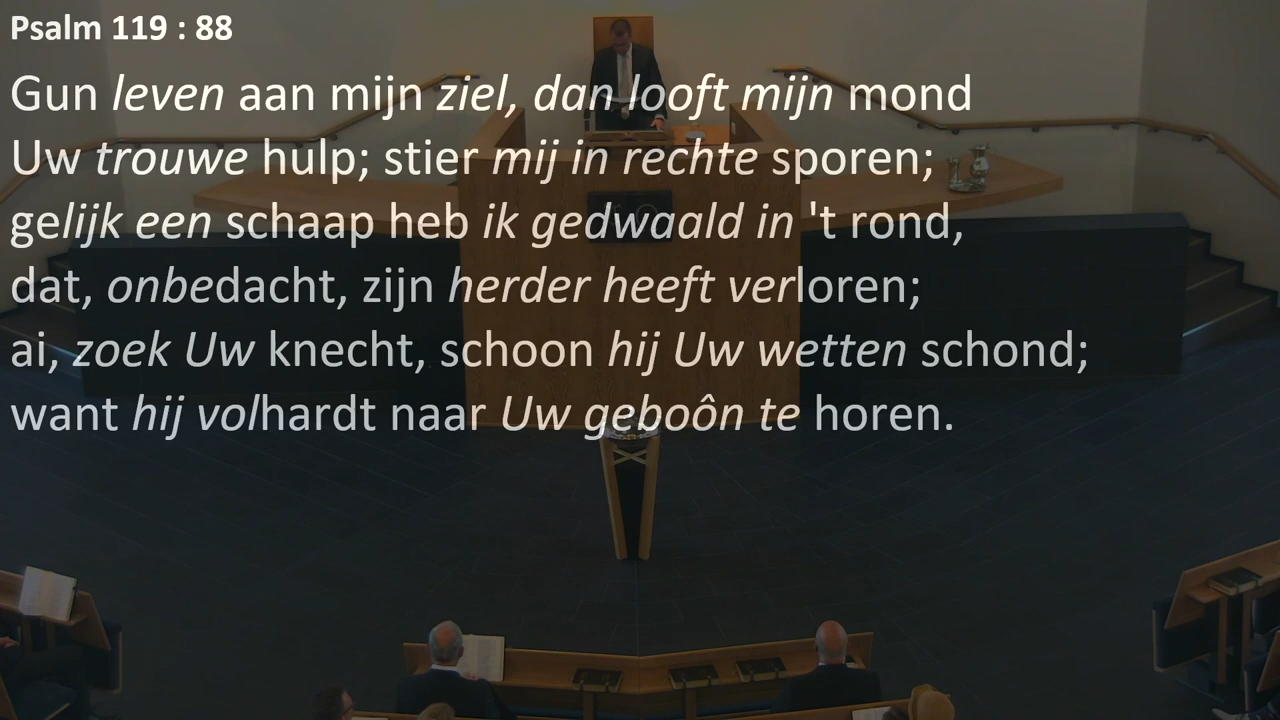 Psalm 119 : 88
Gun leven aan mijn ziel, dan looft mijn mond
Uw trouwe hulp; stier mij in rechte sporen;
gelijk een schaap heb ik gedwaald in 't rond,
dat, onbedacht, zijn herder heeft verloren;
ai, zoek Uw knecht, schoon hij Uw wetten schond;
want hij volhardt naar Uw geboôn te horen.